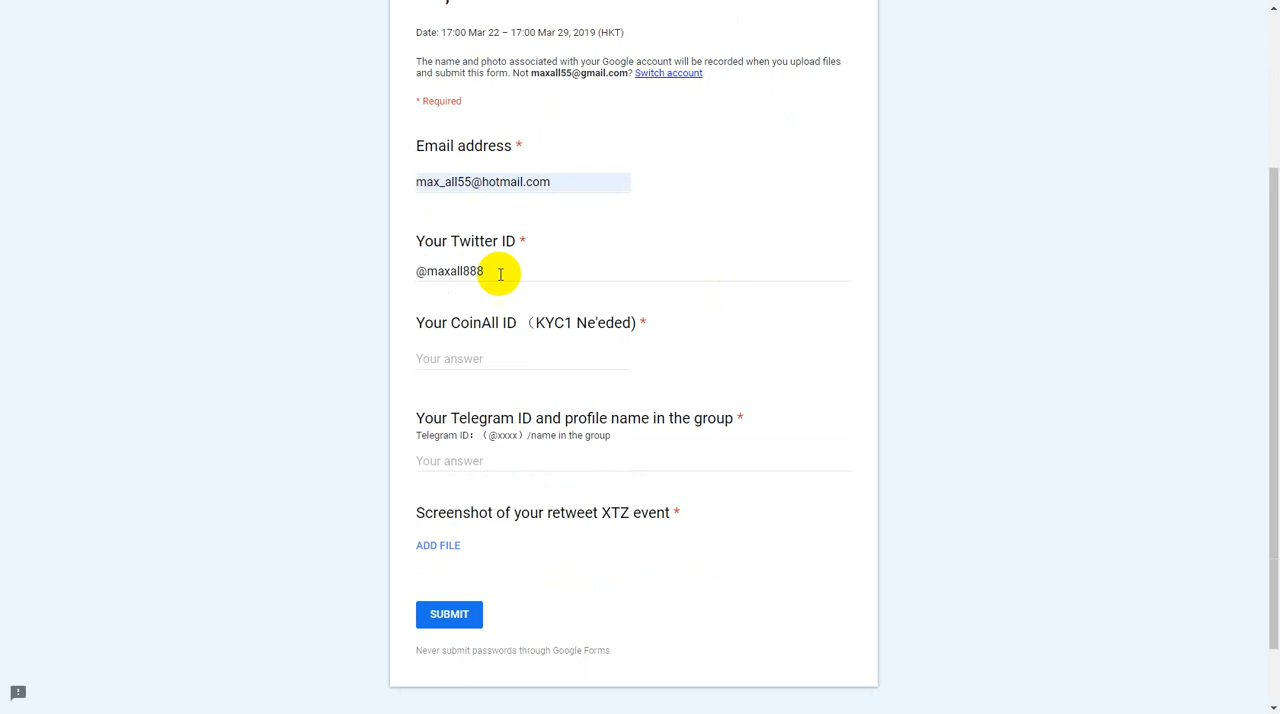 Date: 17:00 Mar 22 – 17:00 Mar 29, 2019 (HKT)
The name and photo associated with your Google account will be recorded when you upload files
and submit this form. Not maxall55@gmail.com? Switch account
* Required
Email address *
max_all55@hotmail.com
Your Twitter ID *
@maxall888
Your CoinAll ID （KYC1 Ne'eded) *
Your answer
Your Telegram ID and profile name in the group *
Telegram ID： （@xxxx）/name in the group
Your answer
Screenshot of your retweet XTZ event *
ADD FILE
SUBMIT
Never submit passwords through Google Forms.